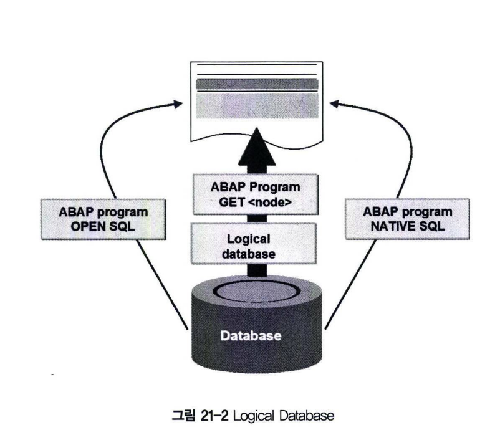 ABAP Program
GET <node>
ABAP program
OPEN SQL
Logical
database
ABAP program
NATIVE SQL
Database
그림 21-2 Logical Database